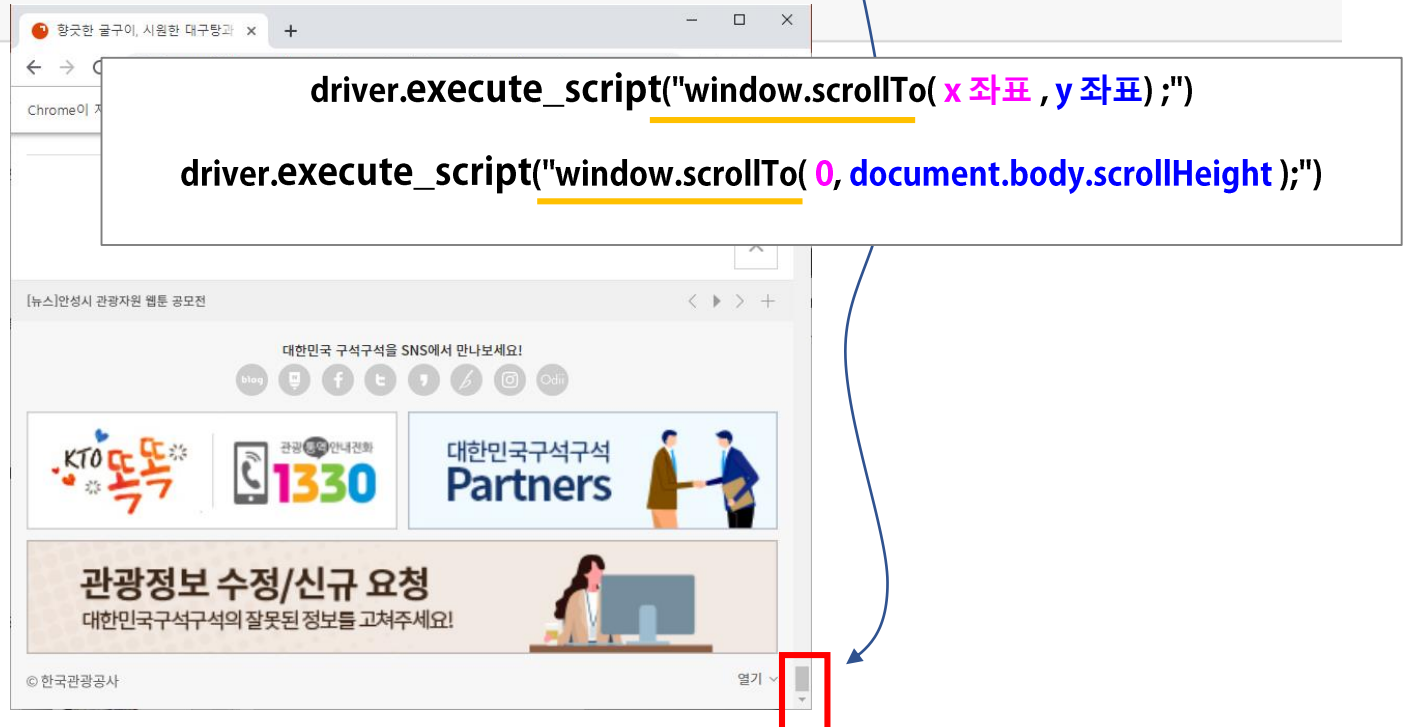 향긋한 굴구이, 시원한 대구탕과
driver.execute_script("window.scrollTo( x 좌표 , y 좌표) ;")
Chrome이
driver.execute_script("window.scrollTo( 0, document.body.scrollHeight );")
[뉴스]안성시 관광자원 웹툰 공모전
대한민국 구석구석을 SNS에서 만나보세요!
blog Odii
KTO 똑똑
관광통역안내전화
1330
대한민국구석구석
Partners
관광정보 수정/신규 요청
대한민국구석구석의 잘못된 정보를 고쳐주세요!
© 한국관광공사
열기